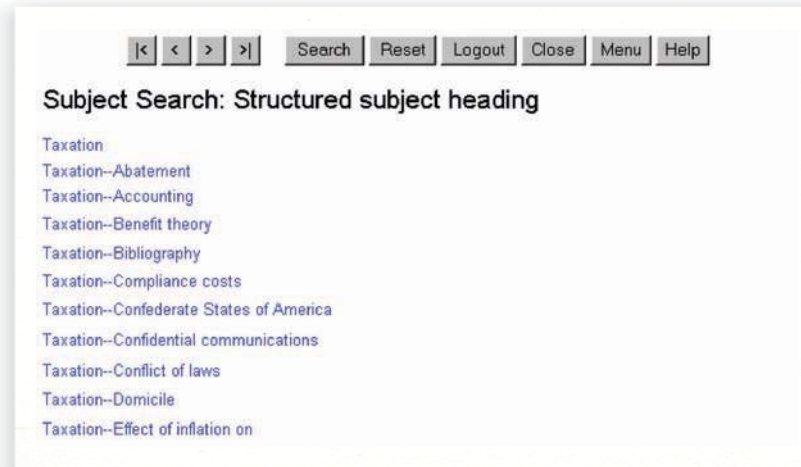 |< < > >| Search Reset Logout Close Menu Help
Subject Search: Structured subject heading
Taxation
Taxation--Abatement
Taxation--Accounting
Taxation--Benefit theory
Taxation--Bibliography
Taxation--Compliance costs
Taxation--Confederate States of America
Taxation--Confidential communications
Taxation--Conflict of laws
Taxation--Domicile
Taxation--Effect of inflation on